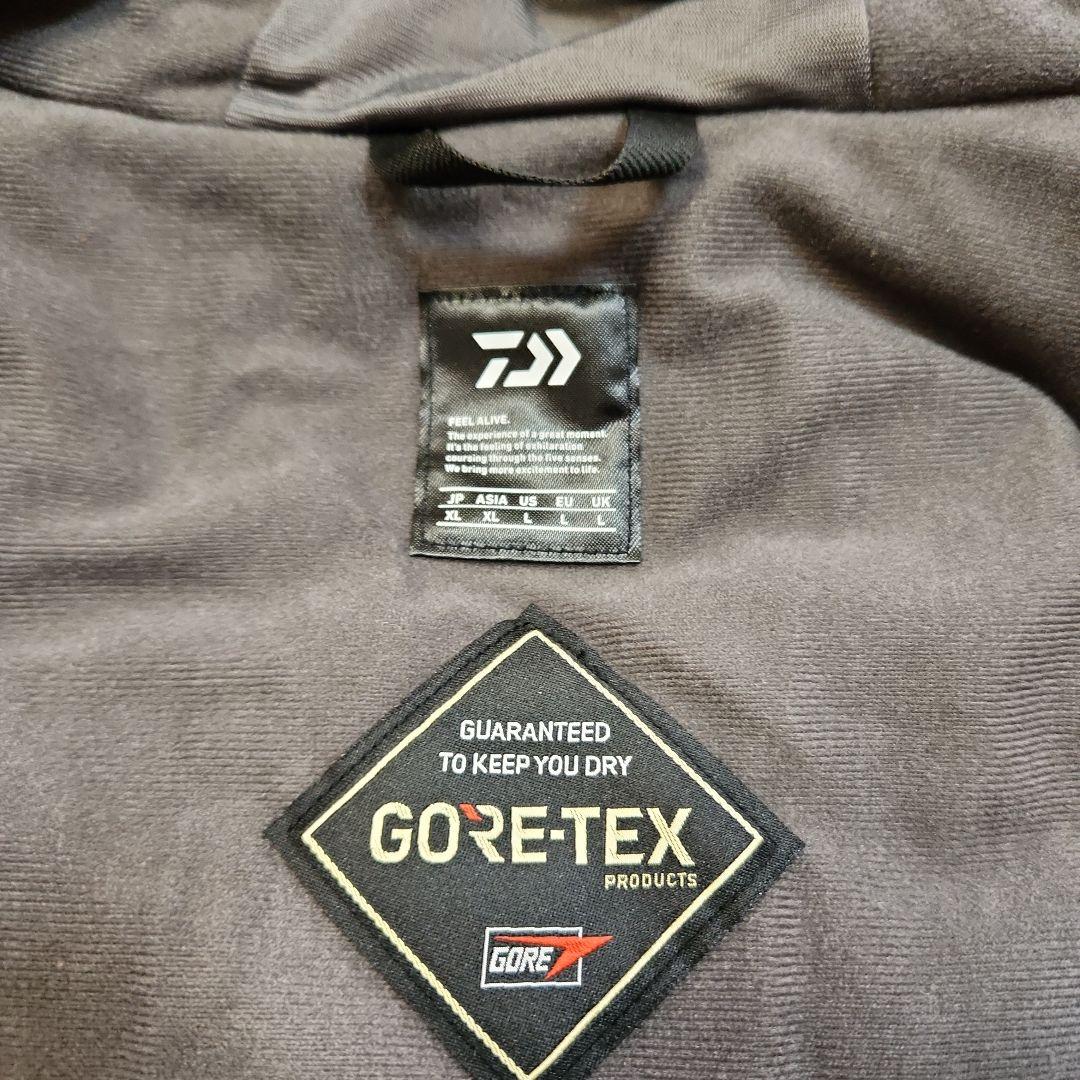 FEEL ALIVE.
The experience of a great moment.
It's the feeling of exhilaration
coursing through the five senses.
We bring more excitement to life.
JP ASIA US EU UK
XL XL L L L
GUARANTEED
TO KEEP YOU DRY
GORE-TEX
PRODUCTS
GORE